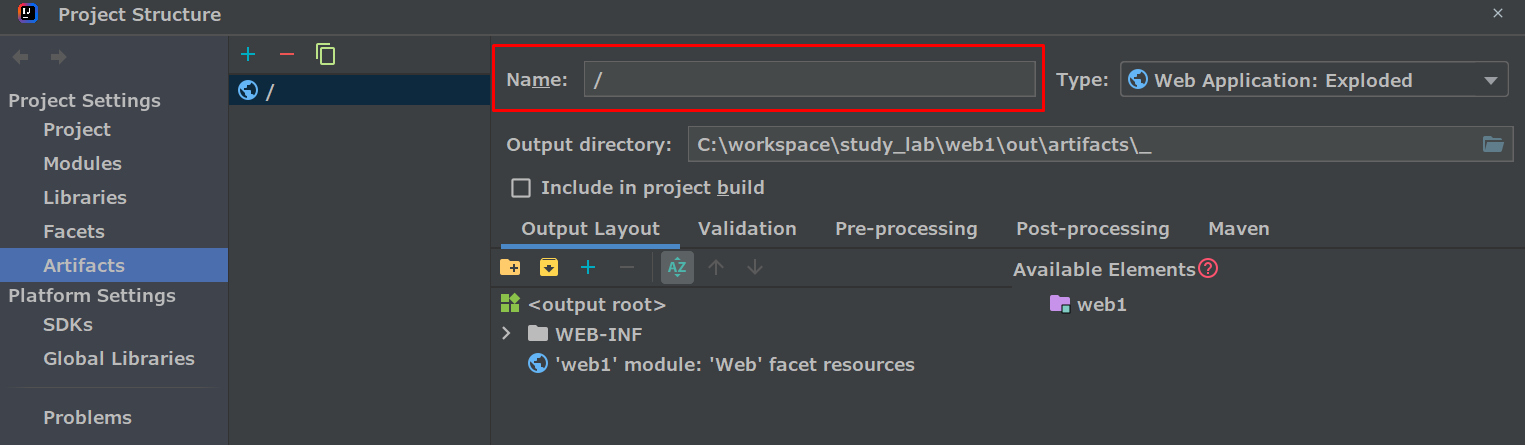 Project Structure
Project Settings
Project
Modules
Libraries
Facets
Artifacts
Platform Settings
SDKs
Global Libraries
Problems
/
Name: /
Type: Web Application: Exploded
Output directory: C:\workspace\study_lab\web1\out\artifacts\_
Include in project build
Output Layout Validation Pre-processing Post-processing Maven
AZ
<output root>
WEB-INF
'web1' module: 'Web' facet resources
Available Elements ?
web1